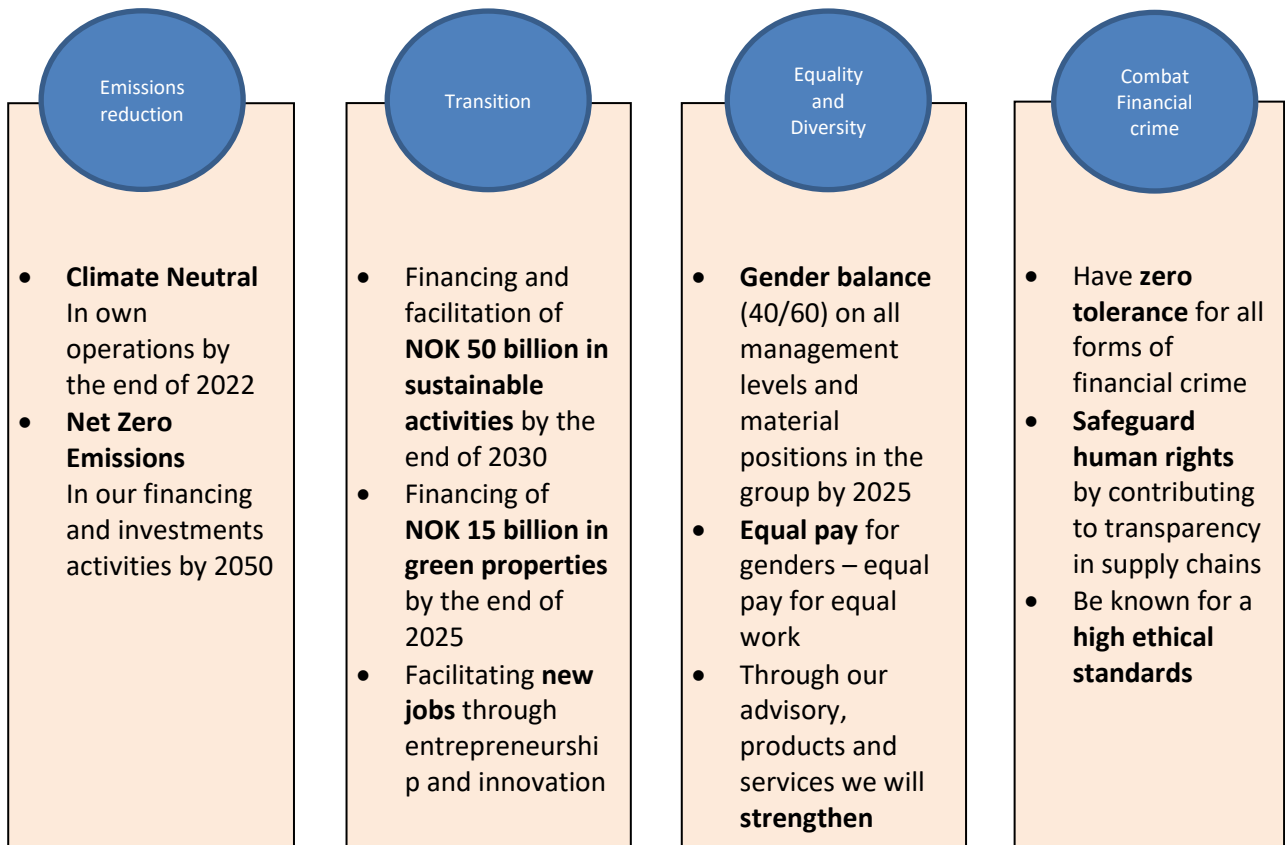 Emissions
reduction
• Climate Neutral
In own
operations by
the end of 2022
• Net Zero
Emissions
In our financing
and investments
activities by 2050
Transition
• Financing and
facilitation of
NOK 50 billion in
sustainable
activities by the
end of 2030
• Financing of
NOK 15 billion in
green properties
by the end of
2025
• Facilitating new
jobs through
entrepreneurshi
p and innovation
Equality
and
Diversity
• Gender balance
(40/60) on all
management
levels and
material
positions in the
group by 2025
• Equal pay for
genders – equal
pay for equal
work
• Through our
advisory,
products and
services we will
strengthen
Combat
Financial
crime
• Have zero
tolerance for all
forms of
financial crime
• Safeguard
human rights
by contributing
to transparency
in supply chains
• Be known for a
high ethical
standards